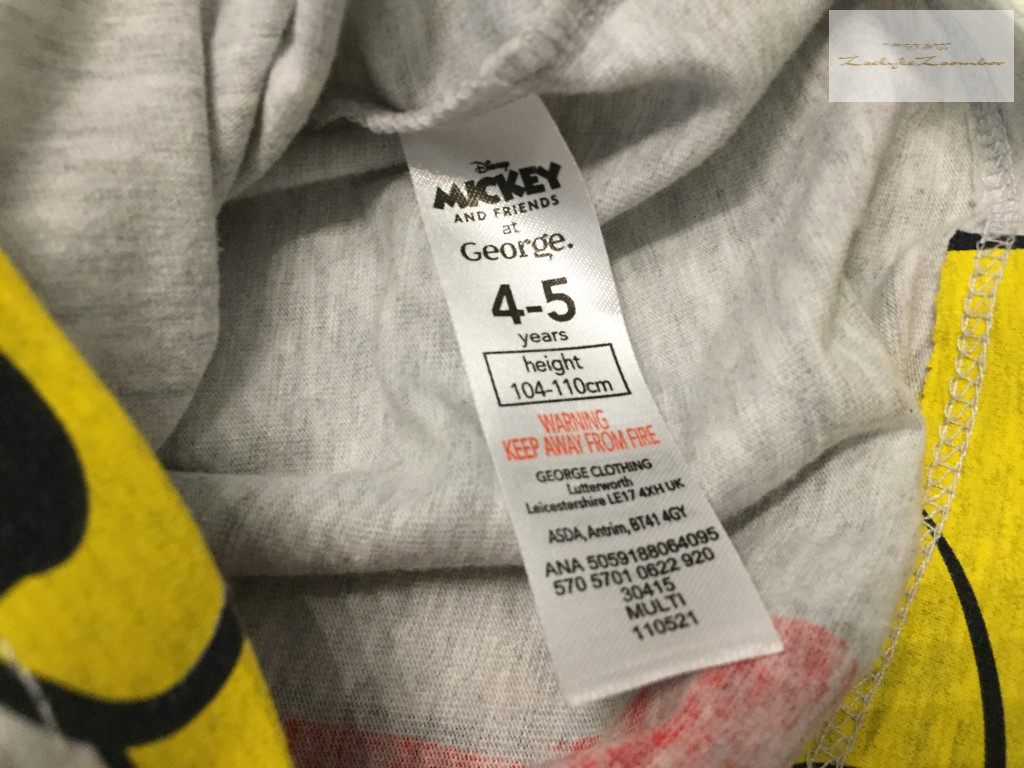 Disney
MICKEY
AND FRIENDS
at
George.
4-5
years
height
104-110cm
WARNING
KEEP AWAY FROM FIRE
GEORGE CLOTHING
Lutterworth
Leicestershire LE17 4XH UK
ASDA, Antrim, BT41 4GY
ANA 5059188064095
570 5701 0622 920
30415
MULTI
110521